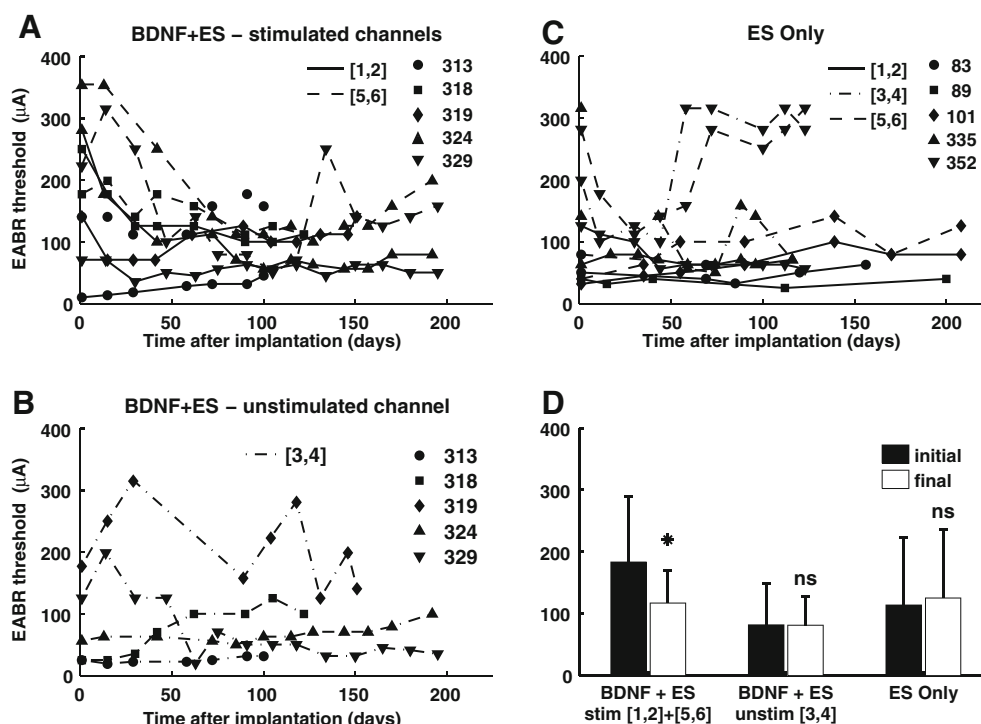 A
BDNF+ES – stimulated channels
EABR threshold (μA)
400
300
200
100
0
[1,2]
[5,6]
313
318
319
324
329
0 50 100 150 200
Time after implantation (days)
C
ES Only
400
300
200
100
0
[1,2]
[3,4]
[5,6]
83
89
101
335
352
0 50 100 150 200
Time after implantation (days)
B
BDNF+ES – unstimulated channel
EABR threshold (μA)
400
300
200
100
0
[3,4]
313
318
319
324
329
0 50 100 150 200
Time after implantation (days)
D
400
300
200
100
0
initial
final
*
ns
ns
BDNF + ES
stim [1,2]+[5,6]
BDNF + ES
unstim [3,4]
ES Only